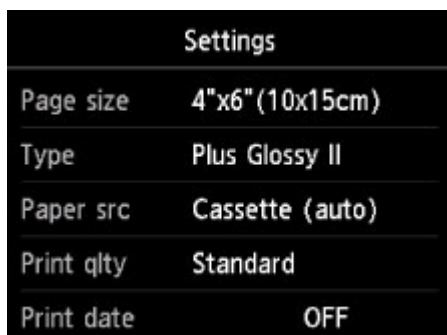 Settings
Page size 4"x6"(10x15cm)
Type Plus Glossy II
Paper src Cassette (auto)
Print qlty Standard
Print date OFF